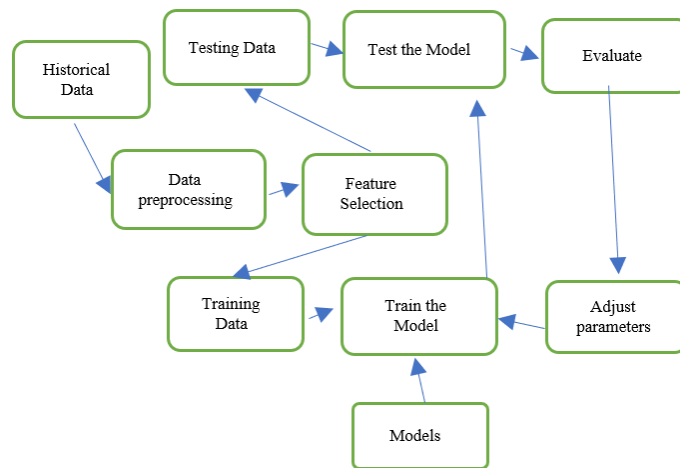 Testing Data
Test the Model
Evaluate
Historical
Data
Data
preprocessing
Feature
Selection
Training
Data
Train the
Model
Adjust
parameters
Models